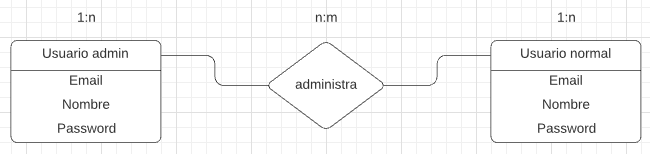 1:n
n:m
1:n
Usuario admin
Email
Nombre
Password
administra
Usuario normal
Email
Nombre
Password